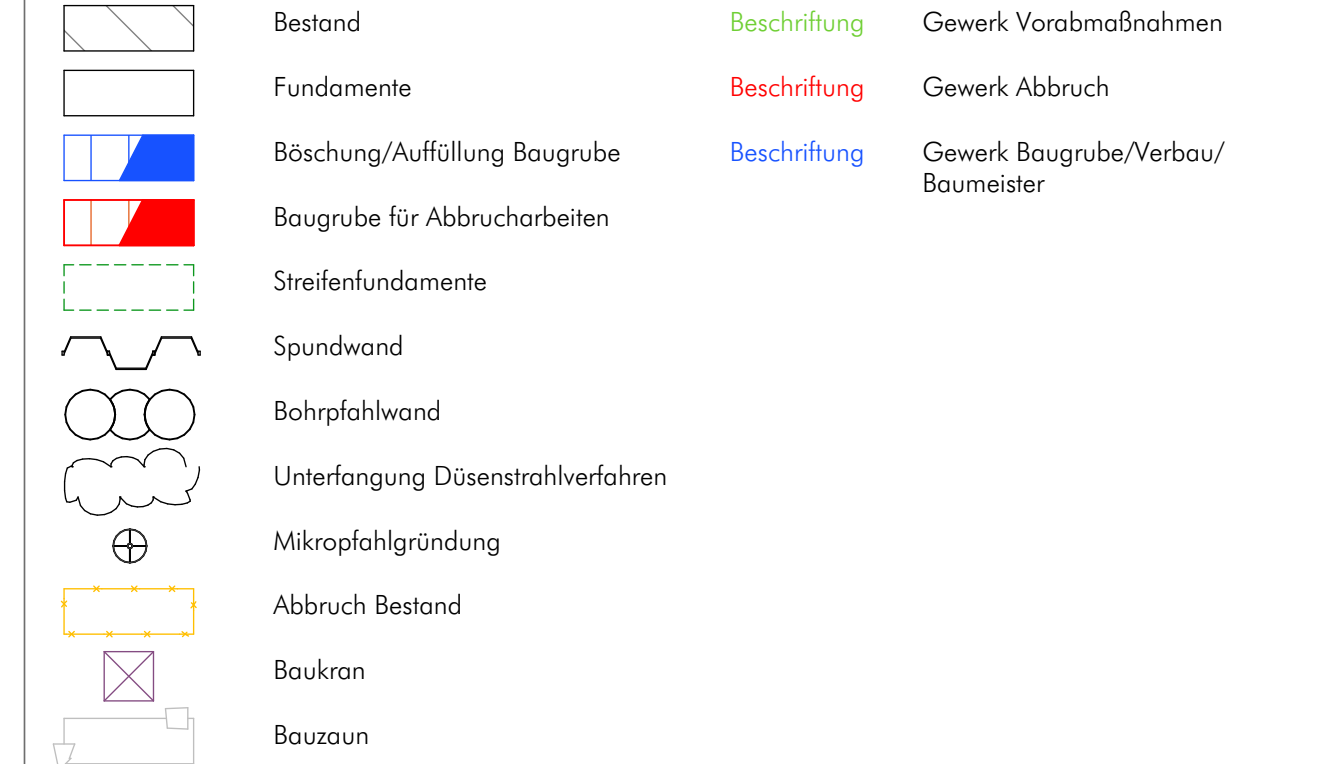 Bestand
Fundamente
Böschung/Auffüllung Baugrube
Baugrube für Abbrucharbeiten
Streifenfundamente
Spundwand
Bohrpfahlwand
Unterfangung Düsenstrahlverfahren
Mikropfahlgründung
Abbruch Bestand
Baukran
Bauzaun
Beschriftung Gewerk Vorabmaßnahmen
Beschriftung Gewerk Abbruch
Beschriftung Gewerk Baugrube/Verbau/
Baumeister